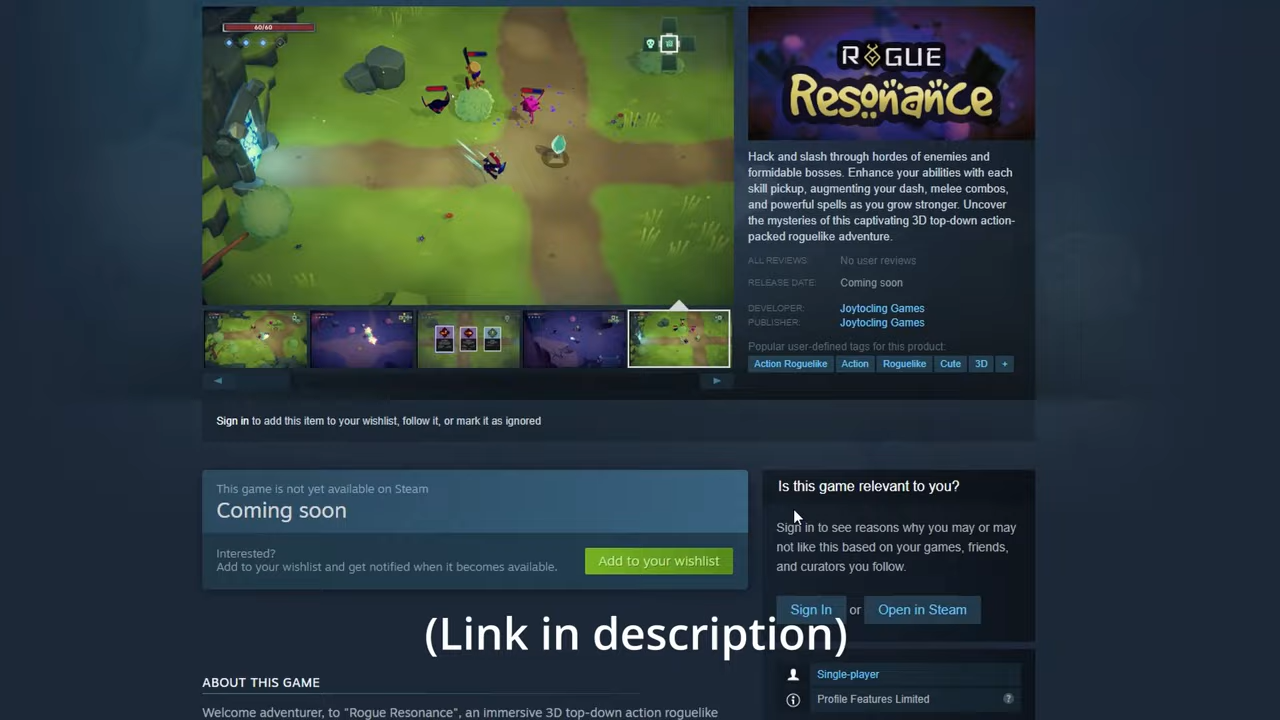 60/60
ROGUE
Resonance
Hack and slash through hordes of enemies and
formidable bosses. Enhance your abilities with each
skill pickup, augmenting your dash, melee combos,
and powerful spells as you grow stronger. Uncover
the mysteries of this captivating 3D top-down action-
packed roguelike adventure.
ALL REVIEWS: No user reviews
RELEASE DATE: Coming soon
DEVELOPER: Joytocling Games
PUBLISHER: Joytocling Games
Popular user-defined tags for this product:
Action Roguelike Action Roguelike Cute 3D +
Sign in to add this item to your wishlist, follow it, or mark it as ignored
This game is not yet available on Steam
Coming soon
Interested?
Add to your wishlist and get notified when it becomes available.
Add to your wishlist
Is this game relevant to you?
Sign in to see reasons why you may or may
not like this based on your games, friends,
and curators you follow.
Sign In or Open in Steam
(Link in description)
Single-player
Profile Features Limited ?
ABOUT THIS GAME
Welcome adventurer, to "Rogue Resonance", an immersive 3D top-down action roguelike